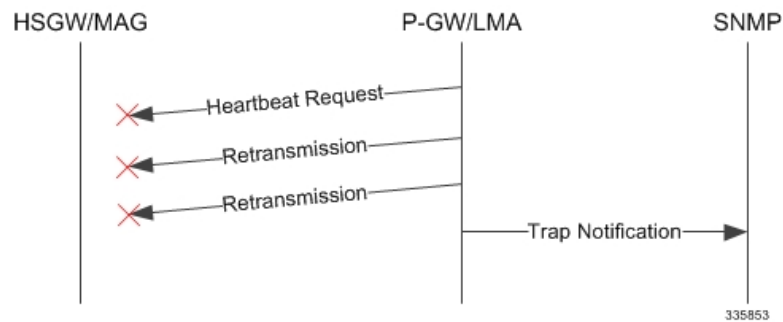 HSGW/MAG
P-GW/LMA
SNMP
Heartbeat Request
Retransmission
Retransmission
Trap Notification
335853